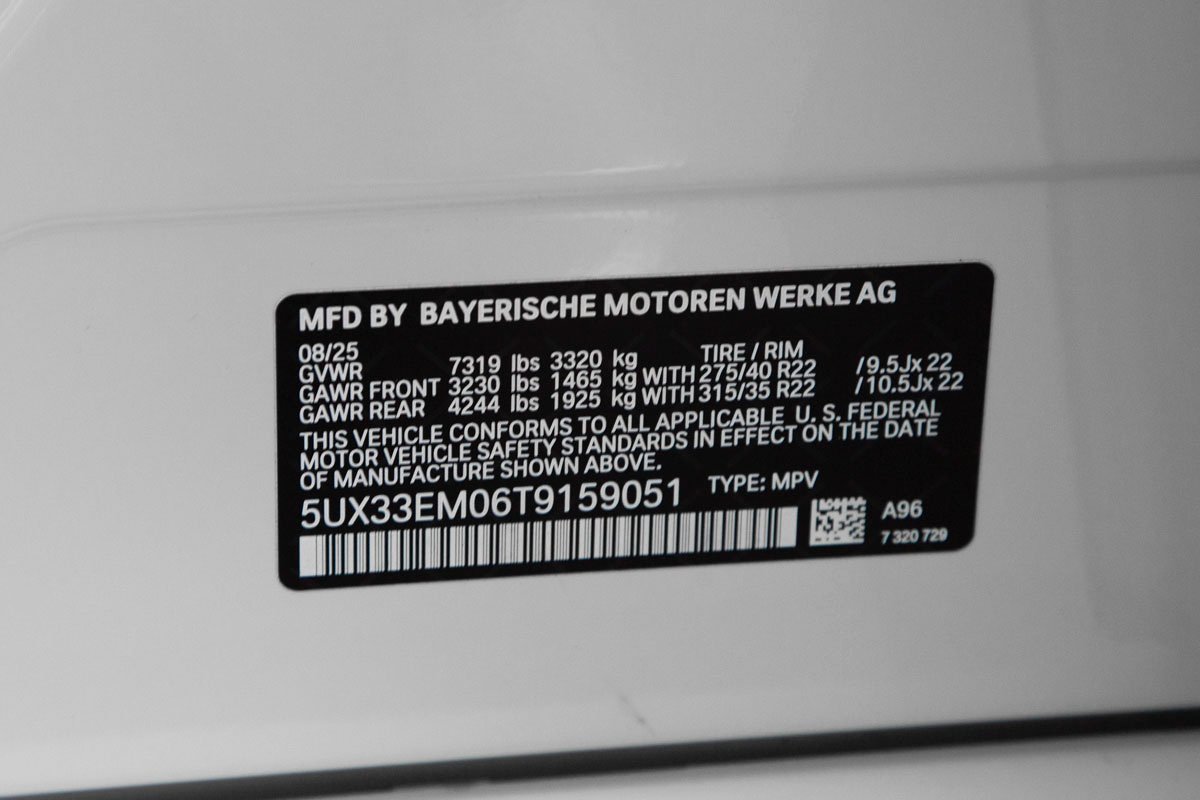 MFD BY BAYERISCHE MOTOREN WERKE AG
08/25 TIRE / RIM
GVWR 7319 lbs 3320 kg
GAWR FRONT 3230 lbs 1465 kg WITH 275/40 R22 /9.5Jx 22
GAWR REAR 4244 lbs 1925 kg WITH 315/35 R22 /10.5Jx 22
THIS VEHICLE CONFORMS TO ALL APPLICABLE U. S. FEDERAL
MOTOR VEHICLE SAFETY STANDARDS IN EFFECT ON THE DATE
OF MANUFACTURE SHOWN ABOVE.
5UX33EM06T9159051 TYPE: MPV
A96
7 320 729